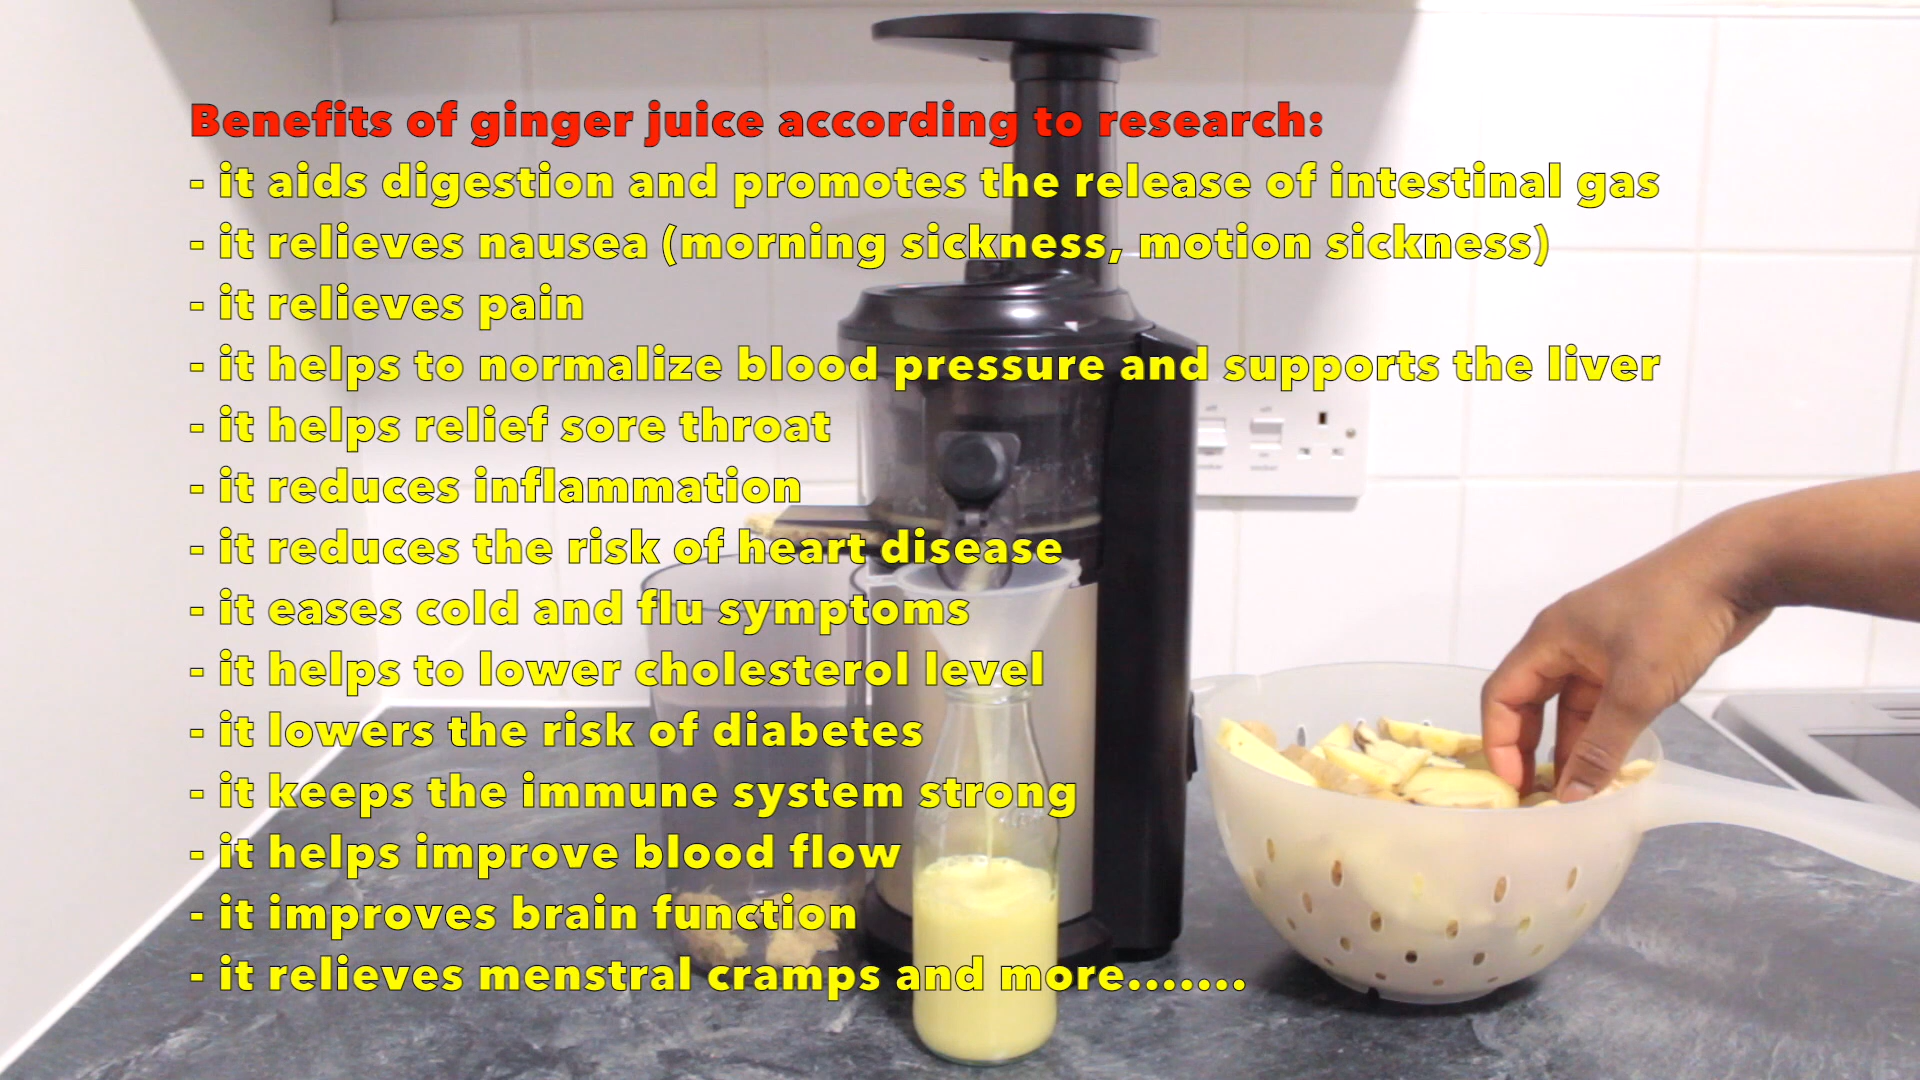 Benefits of ginger juice according to research:
- it aids digestion and promotes the release of intestinal gas
- it relieves nausea (morning sickness, motion sickness)
- it relieves pain
- it helps to normalize blood pressure and supports the liver
- it helps relief sore throat
- it reduces inflammation
- it reduces the risk of heart disease
- it eases cold and flu symptoms
- it helps to lower cholesterol level
- it lowers the risk of diabetes
- it keeps the immune system strong
- it helps improve blood flow
- it improves brain function
- it relieves menstral cramps and more.......